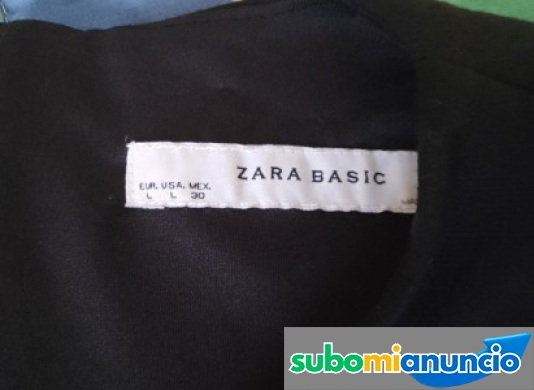 ZARA BASIC
EUR. USA. MEX.
L L 30
subomianuncio